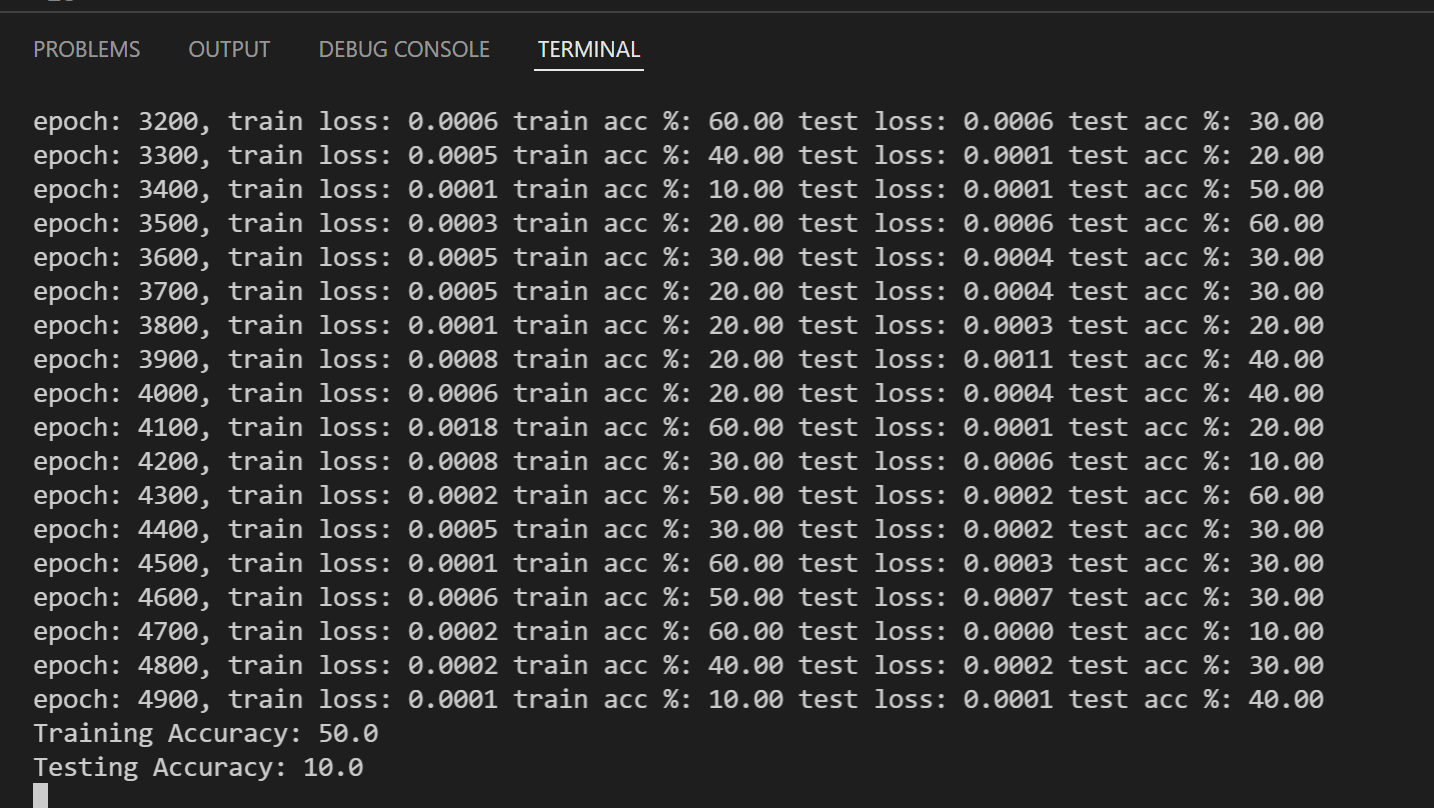 PROBLEMS OUTPUT DEBUG CONSOLE TERMINAL
epoch: 3200, train loss: 0.0006 train acc %: 60.00 test loss: 0.0006 test acc %: 30.00
epoch: 3300, train loss: 0.0005 train acc %: 40.00 test loss: 0.0001 test acc %: 20.00
epoch: 3400, train loss: 0.0001 train acc %: 10.00 test loss: 0.0001 test acc %: 50.00
epoch: 3500, train loss: 0.0003 train acc %: 20.00 test loss: 0.0006 test acc %: 60.00
epoch: 3600, train loss: 0.0005 train acc %: 30.00 test loss: 0.0004 test acc %: 30.00
epoch: 3700, train loss: 0.0005 train acc %: 20.00 test loss: 0.0004 test acc %: 30.00
epoch: 3800, train loss: 0.0001 train acc %: 20.00 test loss: 0.0003 test acc %: 20.00
epoch: 3900, train loss: 0.0008 train acc %: 20.00 test loss: 0.0011 test acc %: 40.00
epoch: 4000, train loss: 0.0006 train acc %: 20.00 test loss: 0.0004 test acc %: 40.00
epoch: 4100, train loss: 0.0018 train acc %: 60.00 test loss: 0.0001 test acc %: 20.00
epoch: 4200, train loss: 0.0008 train acc %: 30.00 test loss: 0.0006 test acc %: 10.00
epoch: 4300, train loss: 0.0002 train acc %: 50.00 test loss: 0.0002 test acc %: 60.00
epoch: 4400, train loss: 0.0005 train acc %: 30.00 test loss: 0.0002 test acc %: 30.00
epoch: 4500, train loss: 0.0001 train acc %: 60.00 test loss: 0.0003 test acc %: 30.00
epoch: 4600, train loss: 0.0006 train acc %: 50.00 test loss: 0.0007 test acc %: 30.00
epoch: 4700, train loss: 0.0002 train acc %: 60.00 test loss: 0.0000 test acc %: 10.00
epoch: 4800, train loss: 0.0002 train acc %: 40.00 test loss: 0.0002 test acc %: 30.00
epoch: 4900, train loss: 0.0001 train acc %: 10.00 test loss: 0.0001 test acc %: 40.00
Training Accuracy: 50.0
Testing Accuracy: 10.0